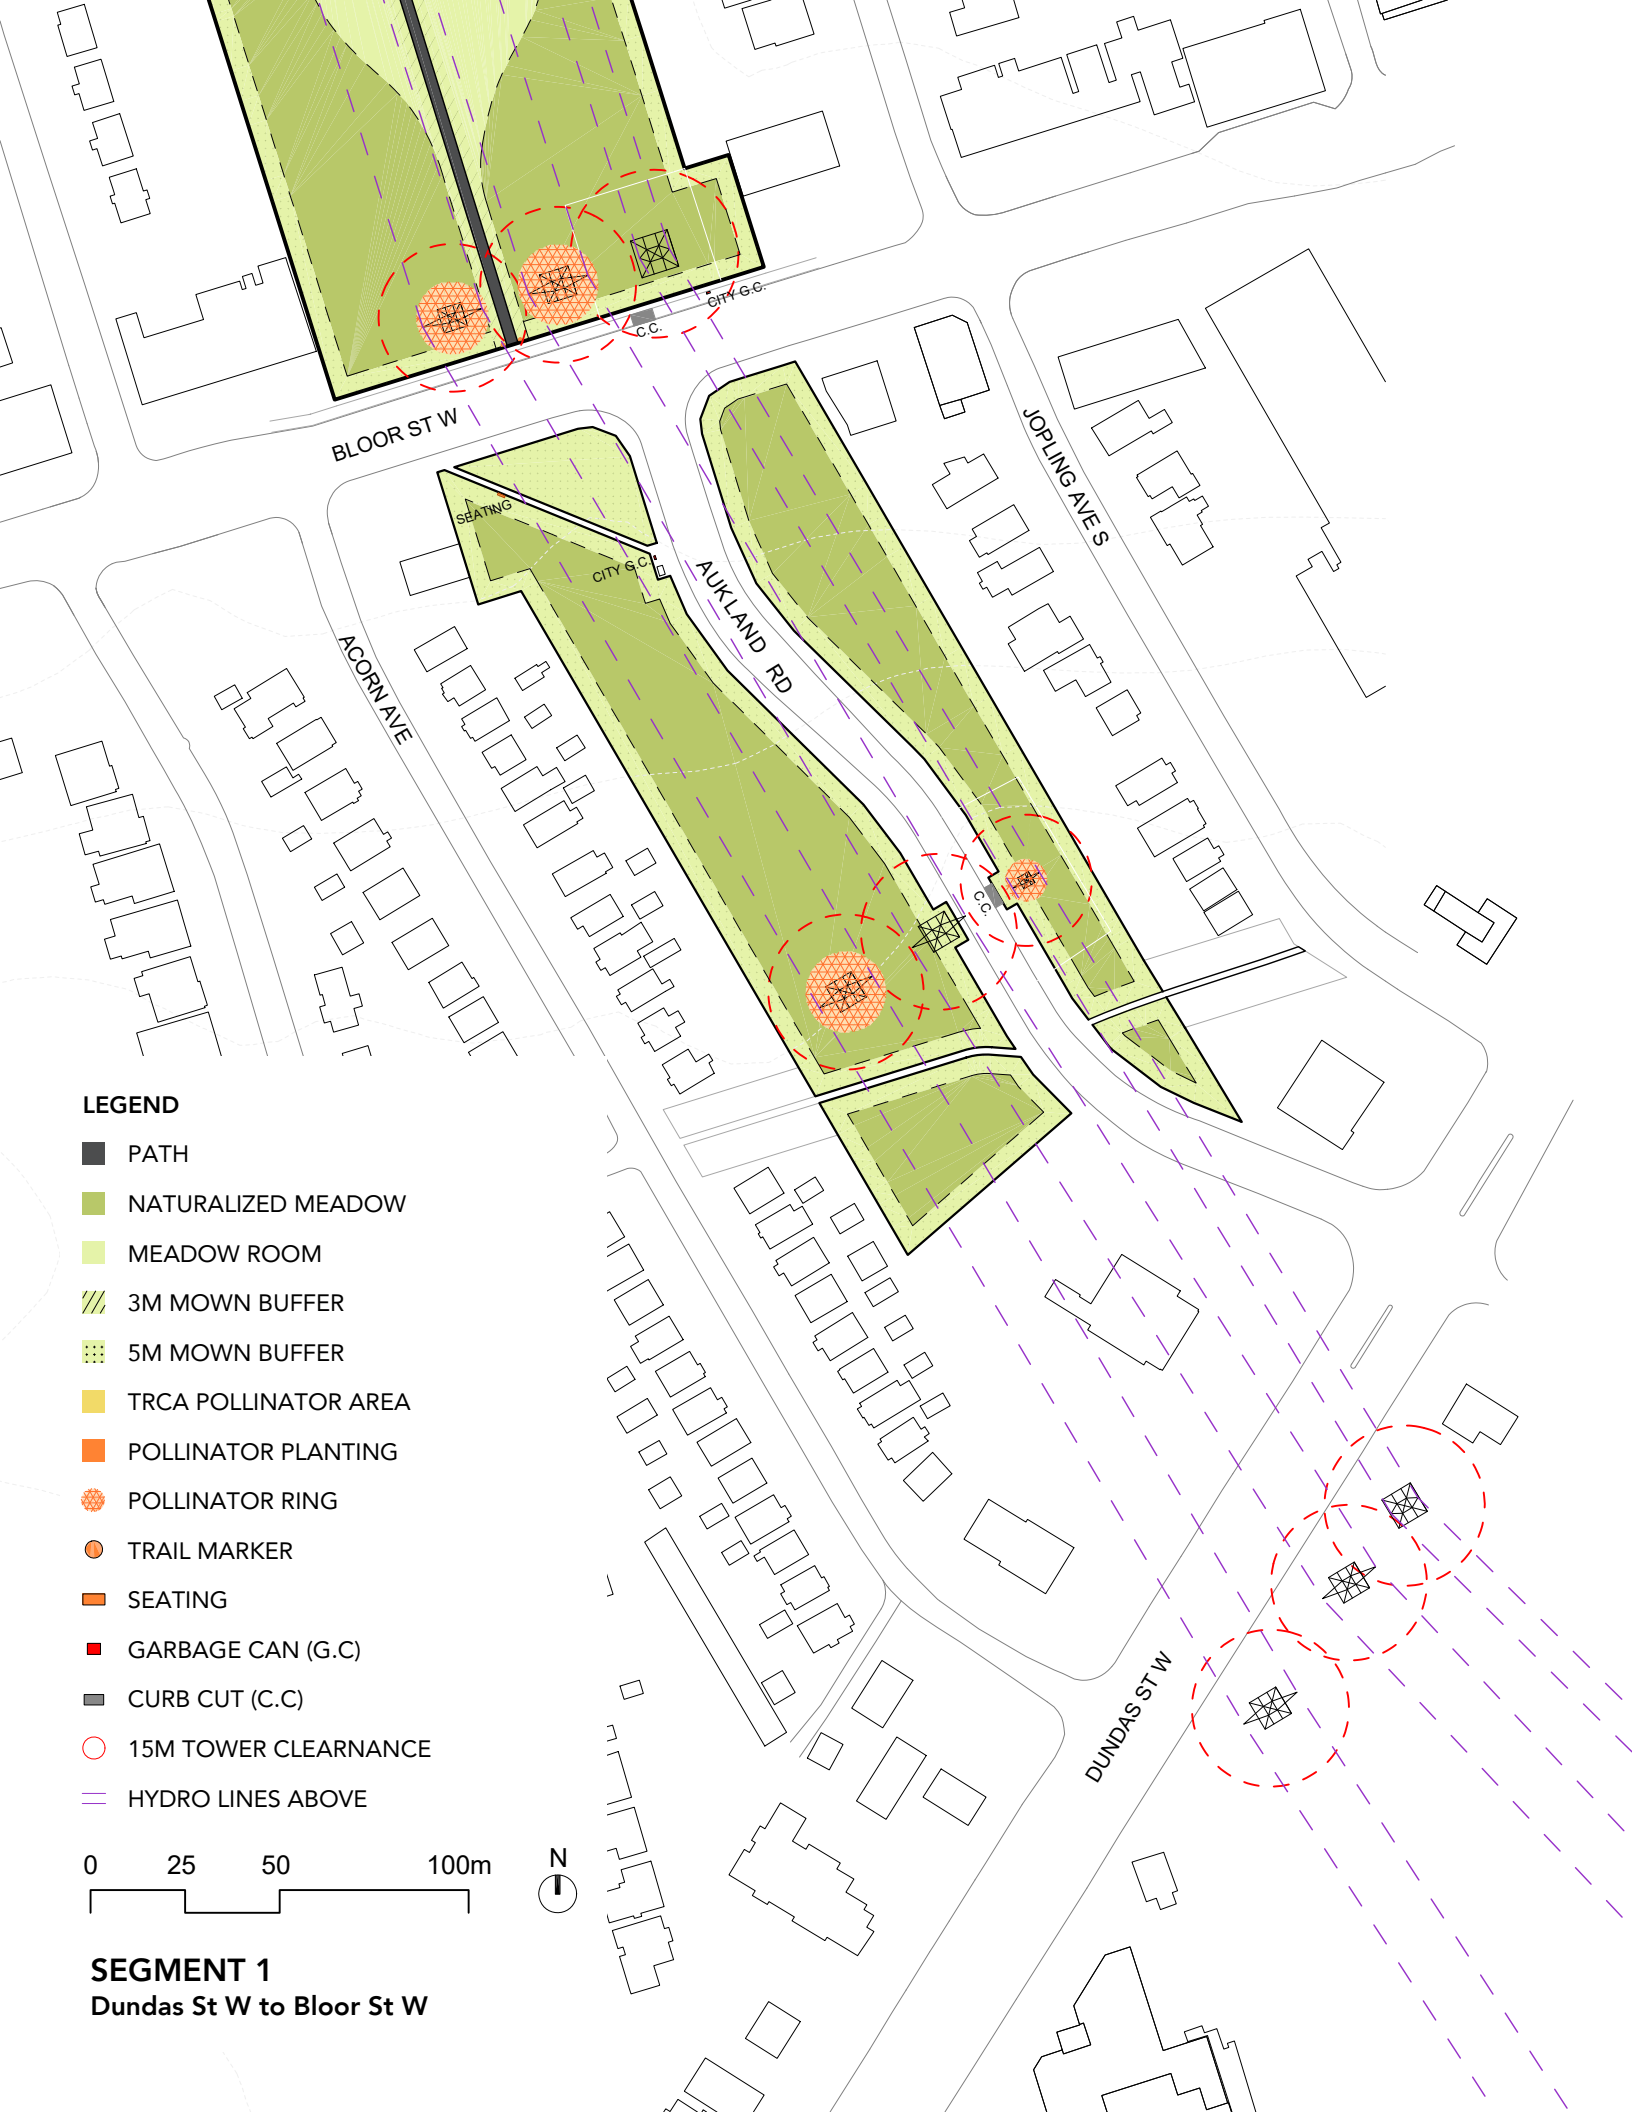 CITY G.C.
C.C.
BLOOR ST W
JOPLING AVE S
SEATING
CITY G.C.
AUKLAND RD
ACORN AVE
C.C.
LEGEND
PATH
NATURALIZED MEADOW
MEADOW ROOM
3M MOWN BUFFER
5M MOWN BUFFER
TRCA POLLINATOR AREA
POLLINATOR PLANTING
POLLINATOR RING
TRAIL MARKER
SEATING
GARBAGE CAN (G.C)
CURB CUT (C.C)
15M TOWER CLEARNANCE
HYDRO LINES ABOVE
DUNDAS ST W
0 25 50 100m
N
SEGMENT 1
Dundas St W to Bloor St W